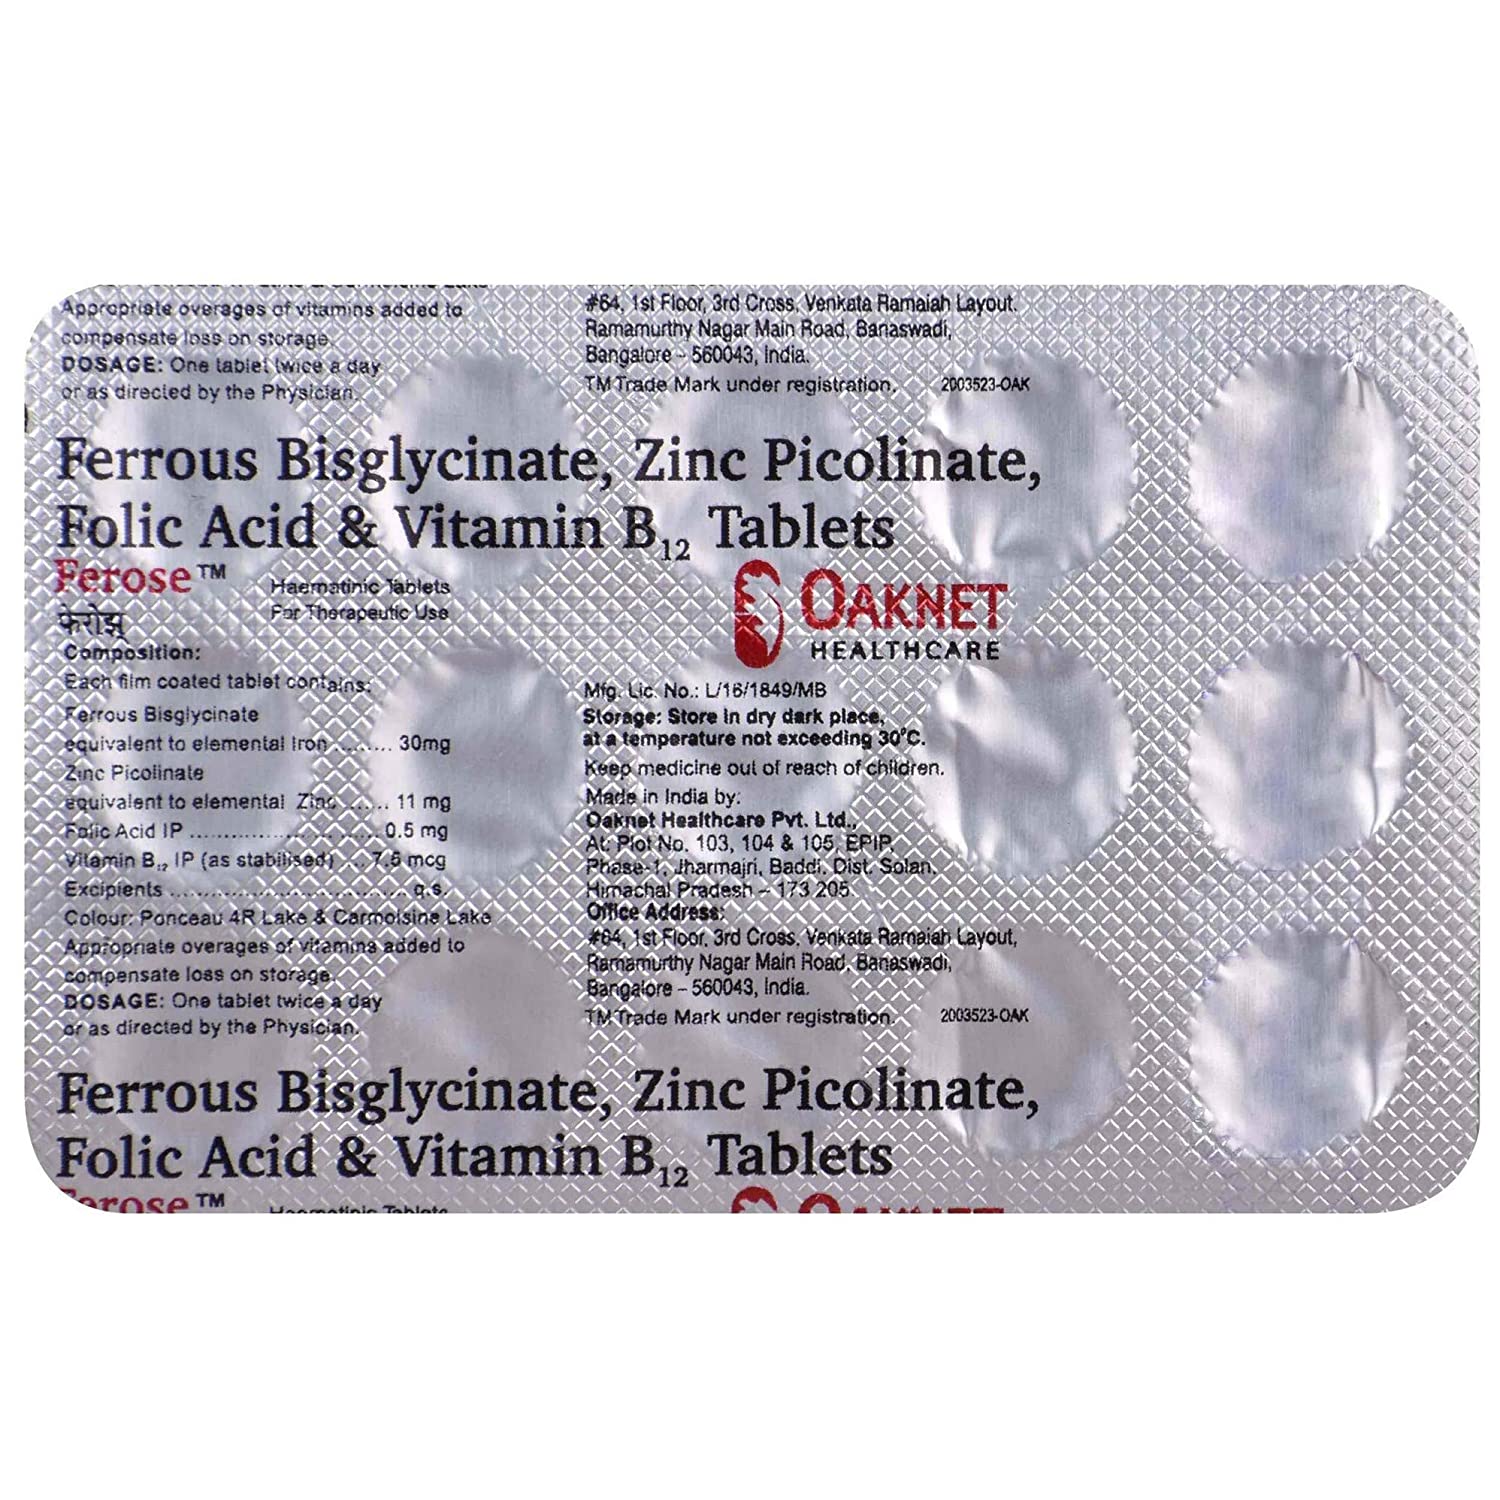 Appropriate overages of vitamins added to
compensate loss on storage.
DOSAGE: One tablet twice a day
or as directed by the Physician.
#64, 1st Floor, 3rd Cross, Venkata Ramaiah Layout.
Ramamurthy Nagar Main Road, Banaswadi,
Bangalore – 560043, India.
TM Trade Mark under registration. 2003523-OAK
Ferrous Bisglycinate, Zinc Picolinate,
Folic Acid & Vitamin B12 Tablets
Ferose™
फेरोझ्
Haematinic Tablets
For Therapeutic Use
OAKNET
HEALTHCARE
Composition:
Each film coated tablet contains:
Ferrous Bisglycinate
equivalent to elemental Iron ........ 30mg
Zinc Picolinate
equivalent to elemental Zinc ....... 11 mg
Folic Acid IP .............................. 0.5 mg
Vitamin B12 IP (as stabilised) .... 7.5 mcg
Excipients .................................. q.s.
Colour: Ponceau 4R Lake & Carmoisine Lake
Appropriate overages of vitamins added to
compensate loss on storage.
DOSAGE: One tablet twice a day
or as directed by the Physician.
Mfg. Lic. No.: L/16/1849/MB
Storage: Store in dry dark place,
at a temperature not exceeding 30°C.
Keep medicine out of reach of children.
Made in India by:
Oaknet Healthcare Pvt. Ltd.,
At: Plot No. 103, 104 & 105, EPIP,
Phase-1, Jharmajri, Baddi, Dist. Solan,
Himachal Pradesh – 173 205.
Office Address:
#64, 1st Floor, 3rd Cross, Venkata Ramaiah Layout,
Ramamurthy Nagar Main Road, Banaswadi,
Bangalore – 560043, India.
TM Trade Mark under registration. 2003523-OAK
Ferrous Bisglycinate, Zinc Picolinate,
Folic Acid & Vitamin B12 Tablets
Ferose™
Haematinic Tablets